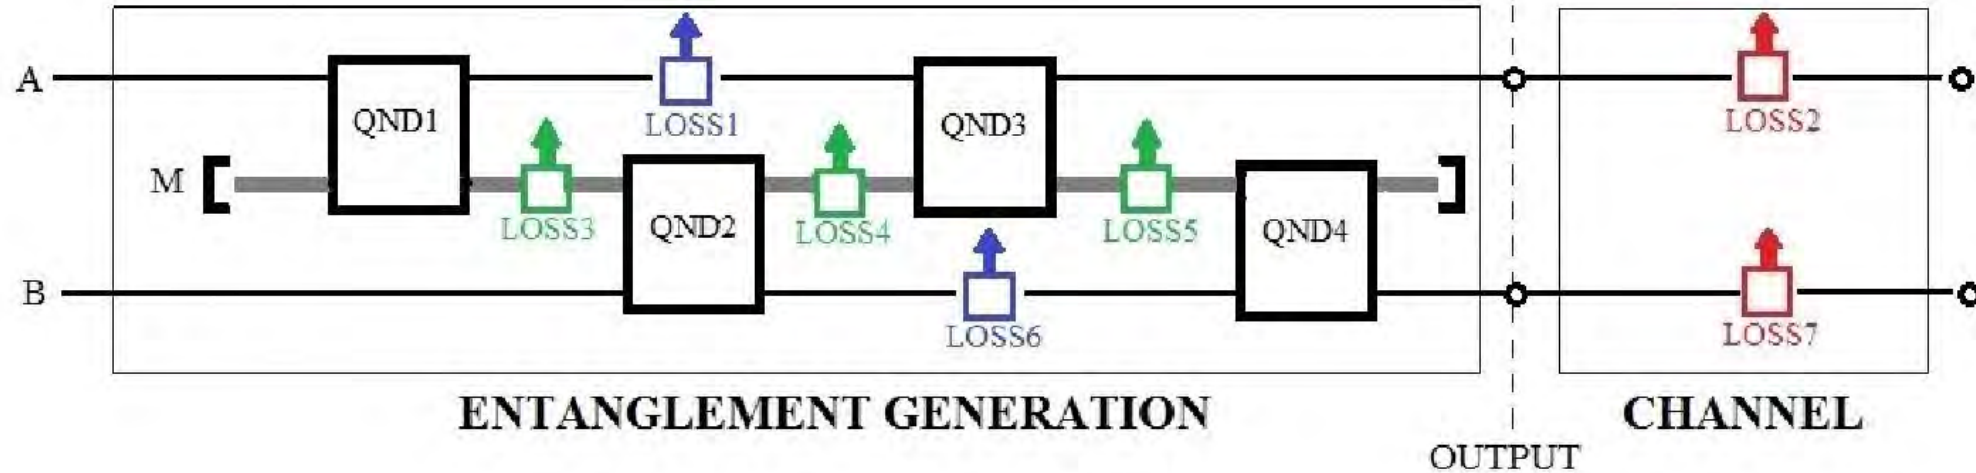 A
QND1
LOSS1
QND3
LOSS2
M
LOSS3
QND2
LOSS4
LOSS5
QND4
B
LOSS6
LOSS7
ENTANGLEMENT GENERATION
CHANNEL
OUTPUT